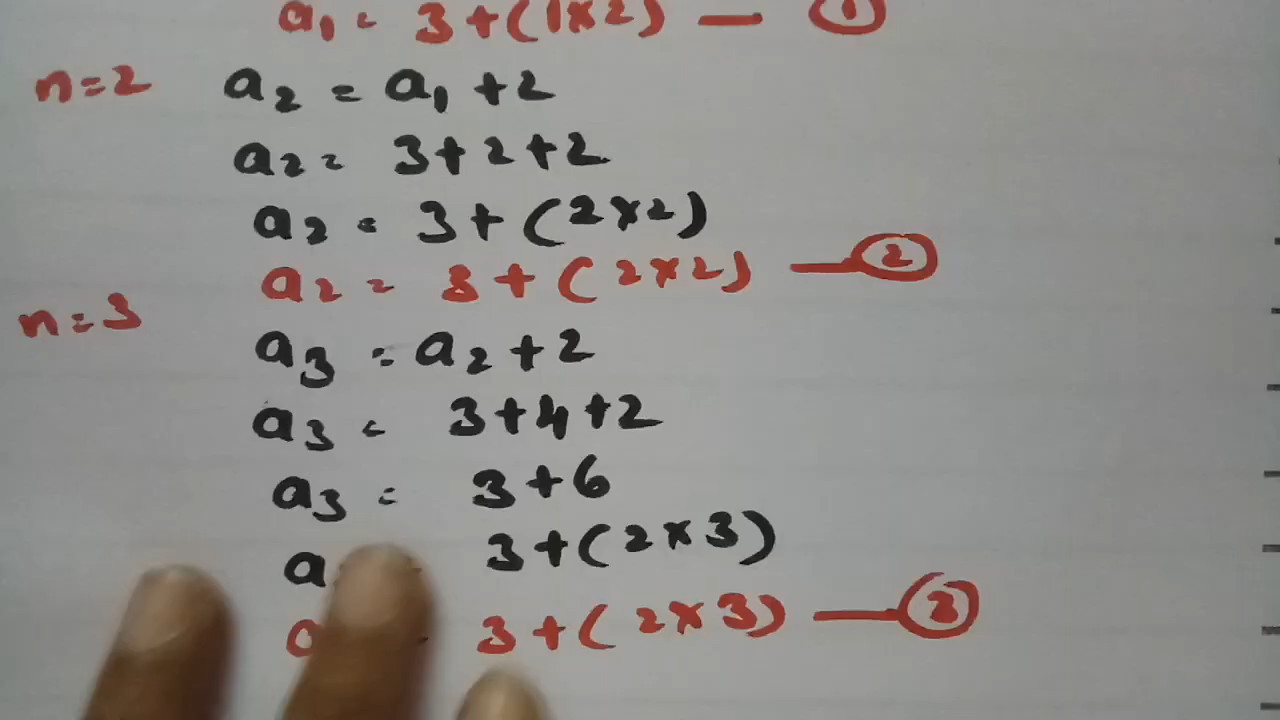 a₁ = 3+(1×2) — ①
n=2 a₂ = a₁ +2
a₂ = 3+2+2
a₂ = 3+(2×2)
a₂ = 3+(2×2) — ②
n=3
a₃ = a₂+2
a₃ = 3+4+2
a₃ = 3+6
a 3+(2×3)
a 3+(2×3) — ③